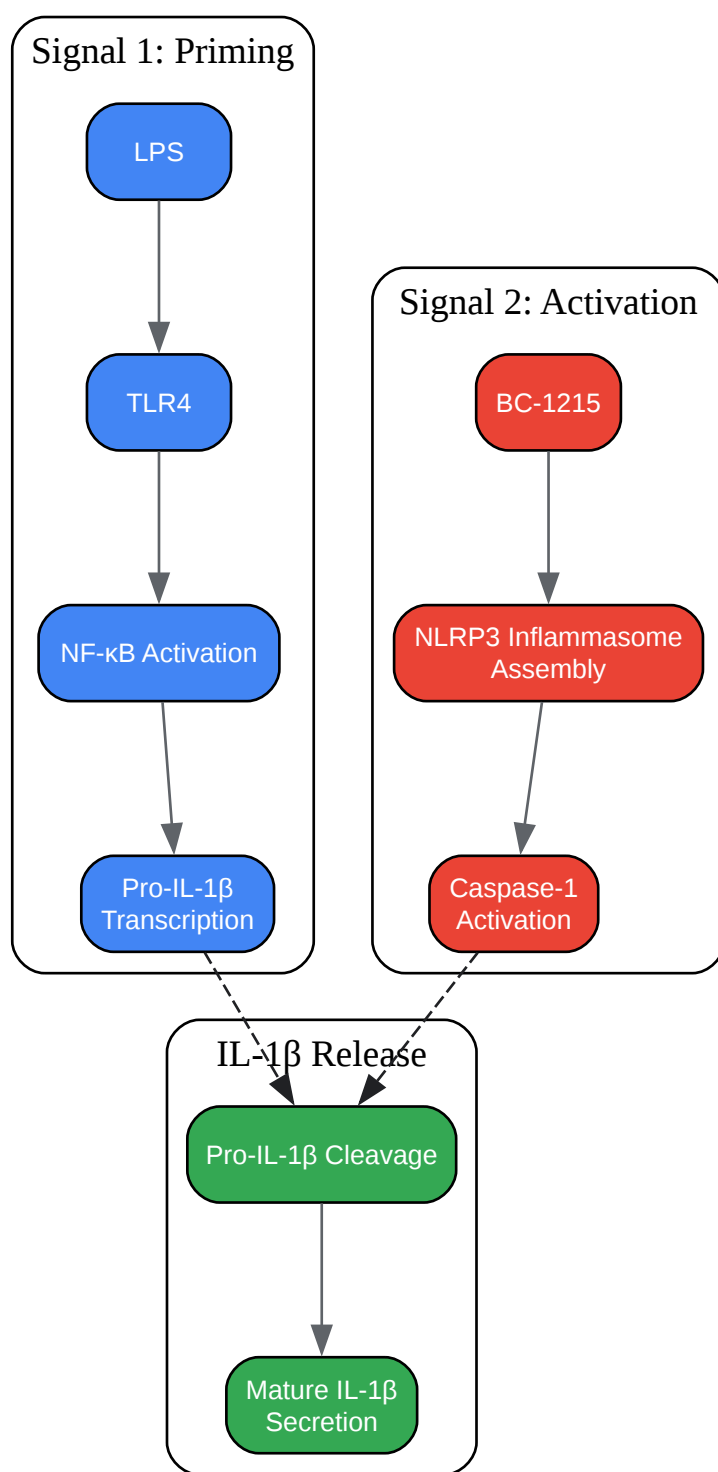 Signal 1: Priming
LPS
TLR4
NF-κB Activation
Pro-IL-1β
Transcription
Signal 2: Activation
BC-1215
NLRP3 Inflammasome
Assembly
Caspase-1
Activation
IL-1β Release
Pro-IL-1β Cleavage
Mature IL-1β
Secretion